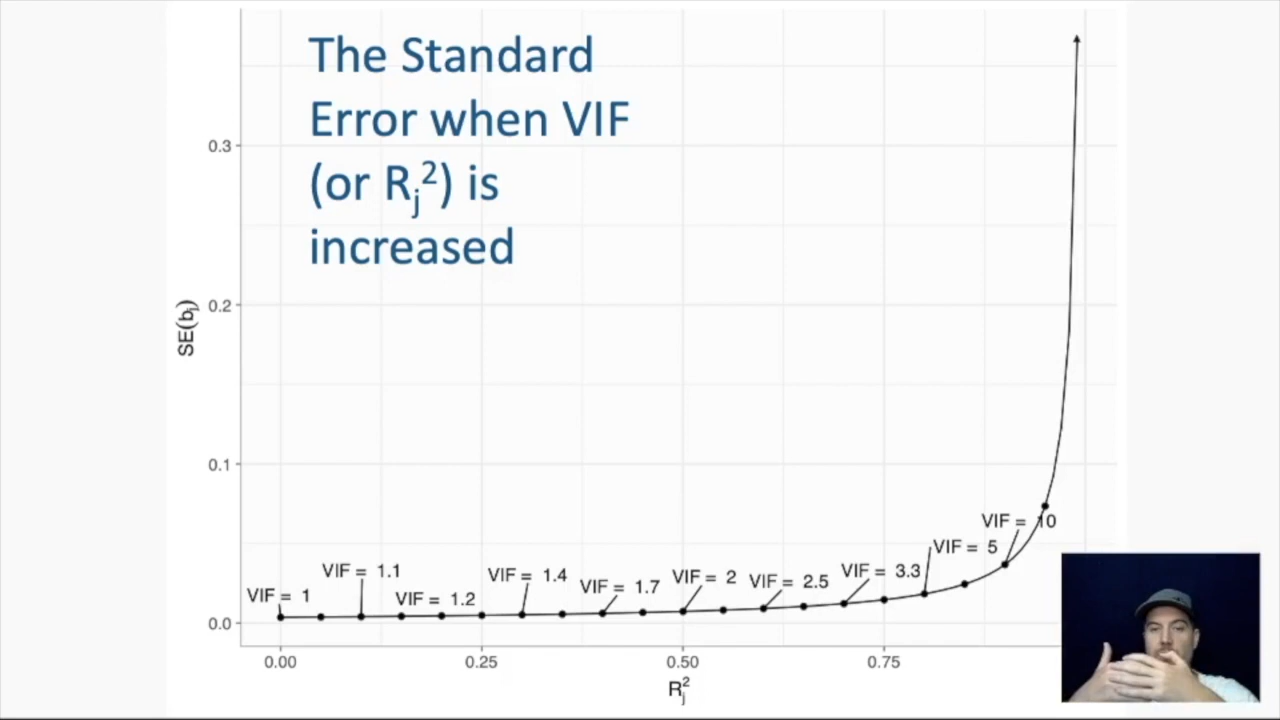 The Standard
Error when VIF
(or Rj²) is
increased
SE(bj)
0.3
0.2
0.1
0.0
VIF = 1
VIF = 1.1
VIF = 1.2
VIF = 1.4
VIF = 1.7
VIF = 2
VIF = 2.5
VIF = 3.3
VIF = 5
VIF = 10
0.00 0.25 0.50 0.75
Rj²